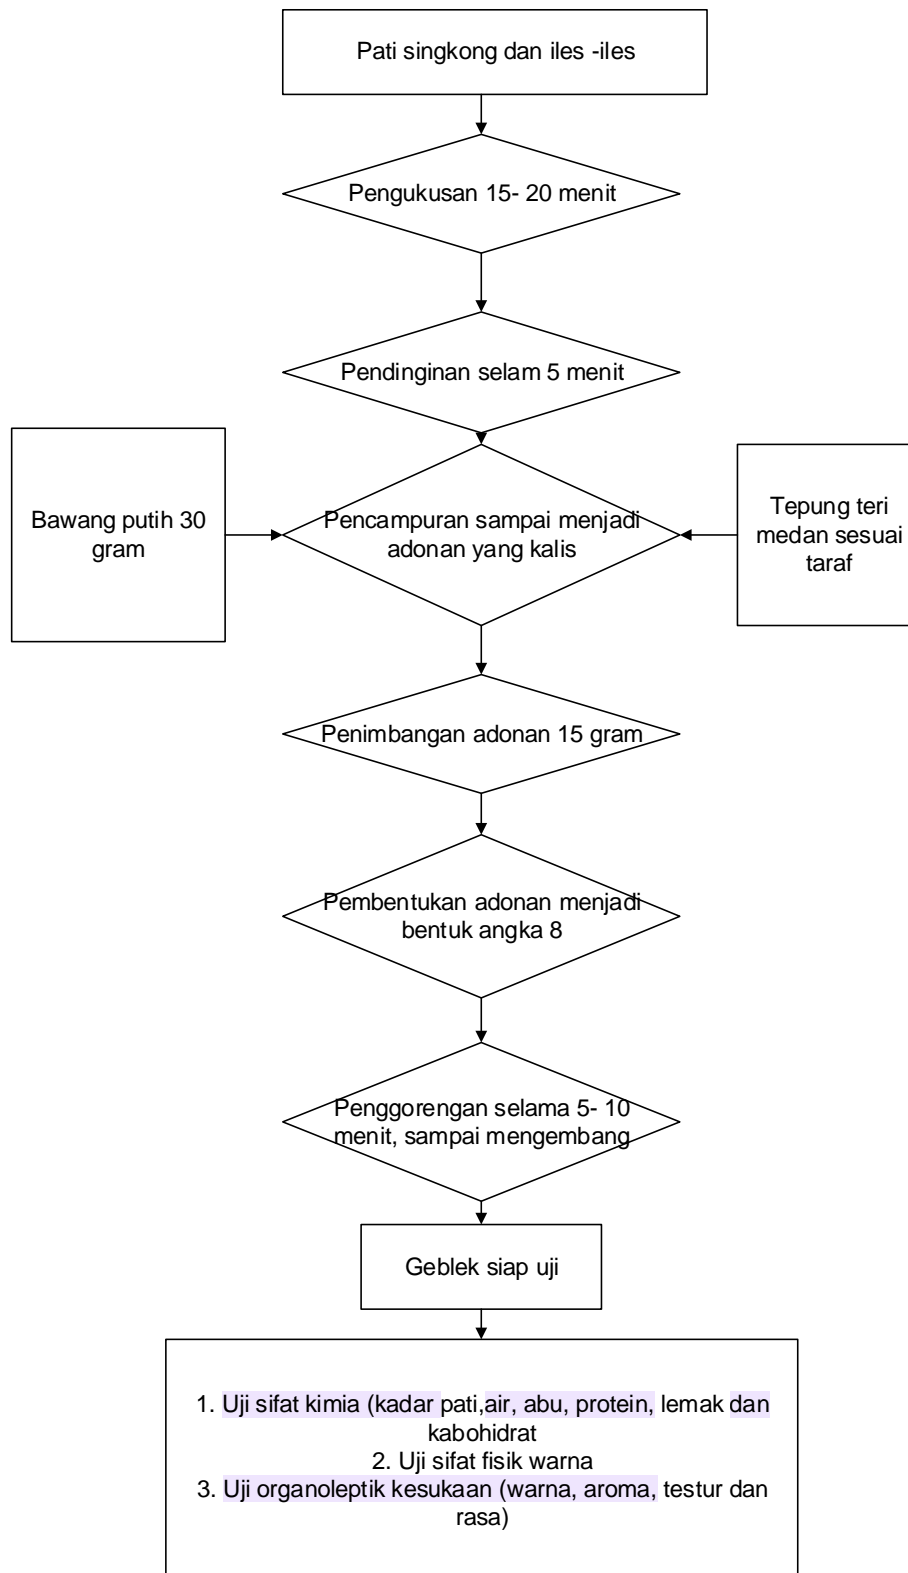 Pati singkong dan iles -iles
Pengukusan 15- 20 menit
Pendinginan selam 5 menit
Bawang putih 30
gram
Pencampuran sampai menjadi
adonan yang kalis
Tepung teri
medan sesuai
taraf
Penimbangan adonan 15 gram
Pembentukan adonan menjadi
bentuk angka 8
Penggorengan selama 5- 10
menit, sampai mengembang
Geblek siap uji
1. Uji sifat kimia (kadar pati,air, abu, protein, lemak dan
kabohidrat
2. Uji sifat fisik warna
3. Uji organoleptik kesukaan (warna, aroma, testur dan
rasa)